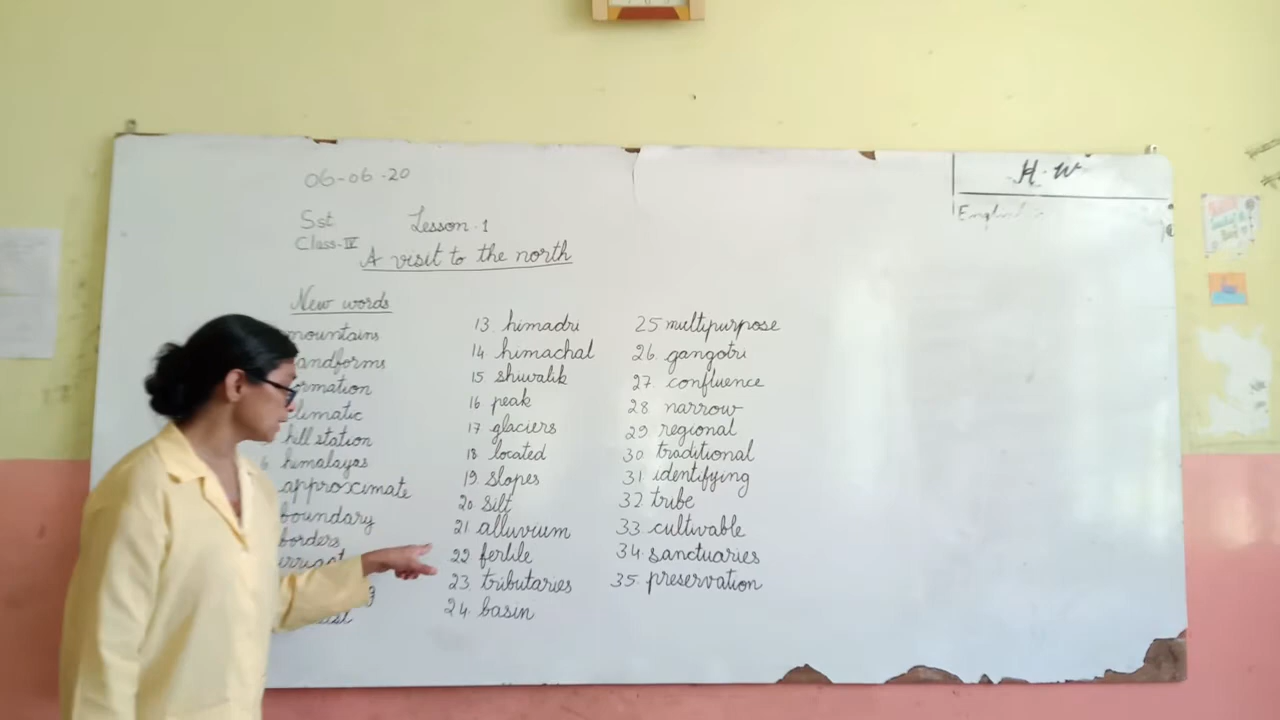 06-06-20
H.W
Sst
Lesson-1
Class-IV
A visit to the north
New words
mountains
andforms
ormation
climatic
hill station
6 himalayas
approximate
boundary
borders
13. himadri
14 himachal
15 shiwalik
16 peak
17 glaciers
18 located
19. slopes
20 silt
21. alluvium
22 fertile
23. tributaries
24. basin
25 multipurpose
26. gangotri
27. confluence
28. narrow
29 regional
30 traditional
31 identifying
32. tribe
33. cultivable
34. sanctuaries
35. preservation